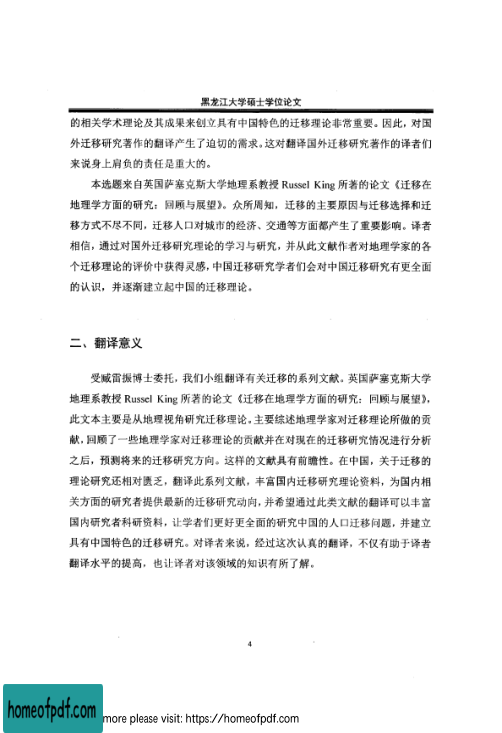 黑龙江大学硕士学位论文
的相关学术理论及其成果来创立具有中国特色的迁移理论非常重要。因此，对国
外迁移研究著作的翻译产生了迫切的需求。这对翻译国外迁移研究著作的译者们
来说身上肩负的责任是重大的。
本选题来自英国萨塞克斯大学地理系教授 Russel King 所著的论文《迁移在
地理学方面的研究：回顾与展望》。众所周知，迁移的主要原因与迁移选择和迁
移方式不尽不同，迁移人口对城市的经济、交通等方面都产生了重要影响。译者
相信，通过对国外迁移研究理论的学习与研究，并从此文献作者对地理学家的各
个迁移理论的评价中获得灵感，中国迁移研究学者们会对中国迁移研究有更全面
的认识，并逐渐建立起中国的迁移理论。
二、翻译意义
受臧雷振博士委托，我们小组翻译有关迁移的系列文献。英国萨塞克斯大学
地理系教授 Russel King 所著的论文《迁移在地理学方面的研究：回顾与展望》，
此文本主要是从地理视角研究迁移理论。主要综述地理学家对迁移理论所做的贡
献，回顾了一些地理学家对迁移理论的贡献并在对现在的迁移研究情况进行分析
之后，预测将来的迁移研究方向。这样的文献具有前瞻性。在中国，关于迁移的
理论研究还相对匮乏，翻译此系列文献，丰富国内迁移研究理论资料，为国内相
关方面的研究者提供最新的迁移研究动向，并希望通过此类文献的翻译可以丰富
国内研究者科研资料，让学者们更好更全面的研究中国的人口迁移问题，并建立
具有中国特色的迁移研究。对译者来说，经过这次认真的翻译，不仅有助于译者
翻译水平的提高，也让译者对该领域的知识有所了解。
4
homeofpdf.com
more please visit: https://homeofpdf.com